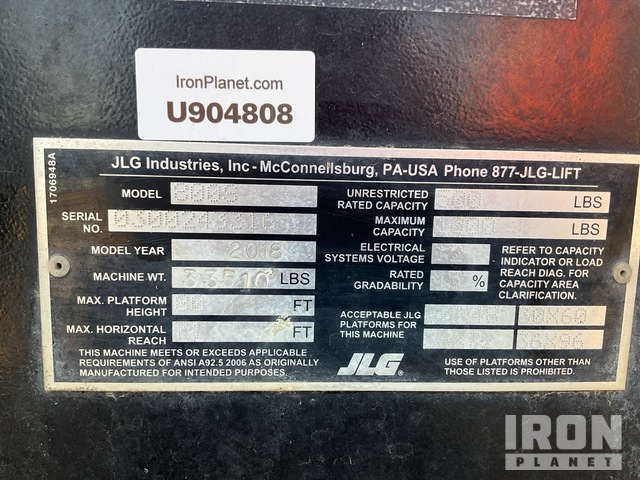 IronPlanet.com
U904808
1706948A
JLG Industries, Inc - McConnellsburg, PA-USA Phone 877-JLG-LIFT
MODEL
SERIAL NO.
MODEL YEAR 2018
MACHINE WT. 33510 LBS
MAX. PLATFORM HEIGHT FT
MAX. HORIZONTAL REACH FT
THIS MACHINE MEETS OR EXCEEDS APPLICABLE
REQUIREMENTS OF ANSI A92.5 2006 AS ORIGINALLY
MANUFACTURED FOR INTENDED PURPOSES.
UNRESTRICTED RATED CAPACITY LBS
MAXIMUM CAPACITY LBS
ELECTRICAL SYSTEMS VOLTAGE
RATED GRADABILITY %
REFER TO CAPACITY
INDICATOR OR LOAD
REACH DIAG. FOR
CAPACITY AREA
CLARIFICATION.
ACCEPTABLE JLG
PLATFORMS FOR
THIS MACHINE
JLG
USE OF PLATFORMS OTHER THAN
THOSE LISTED IS PROHIBITED.
IRON
PLANET